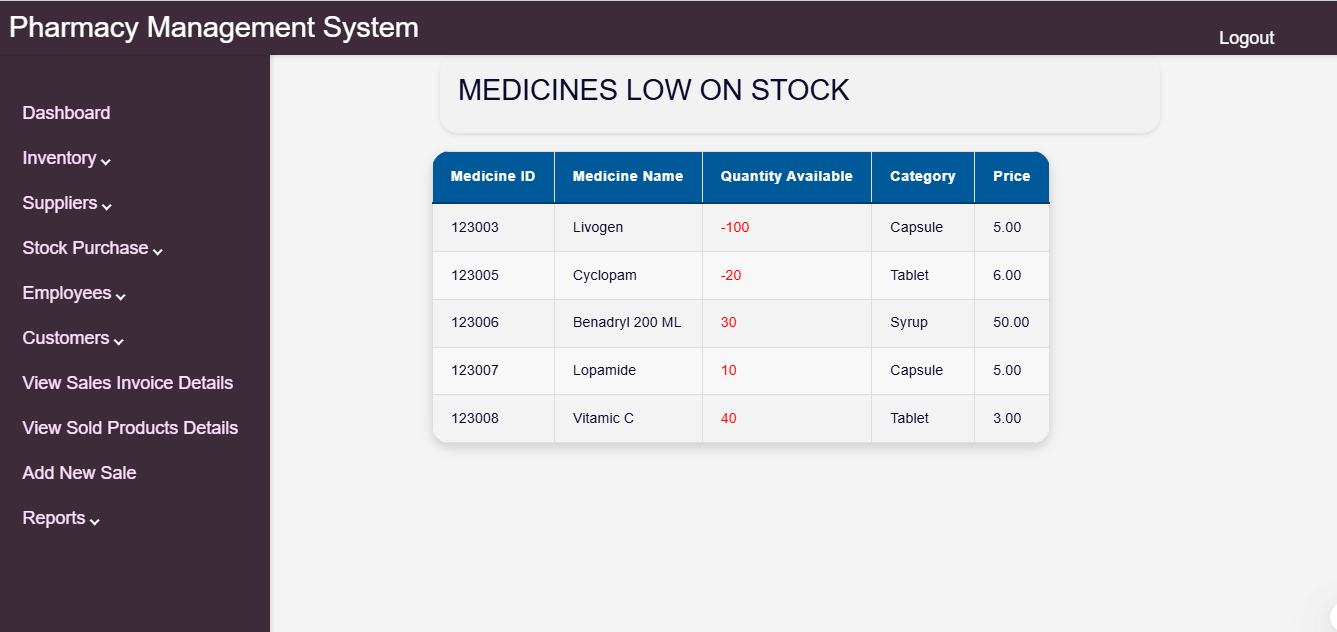 Pharmacy Management System
Logout
Dashboard
Inventory
Suppliers
Stock Purchase
Employees
Customers
View Sales Invoice Details
View Sold Products Details
Add New Sale
Reports
MEDICINES LOW ON STOCK
Medicine ID Medicine Name Quantity Available Category Price
123003 Livogen -100 Capsule 5.00
123005 Cyclopam -20 Tablet 6.00
123006 Benadryl 200 ML 30 Syrup 50.00
123007 Lopamide 10 Capsule 5.00
123008 Vitamic C 40 Tablet 3.00